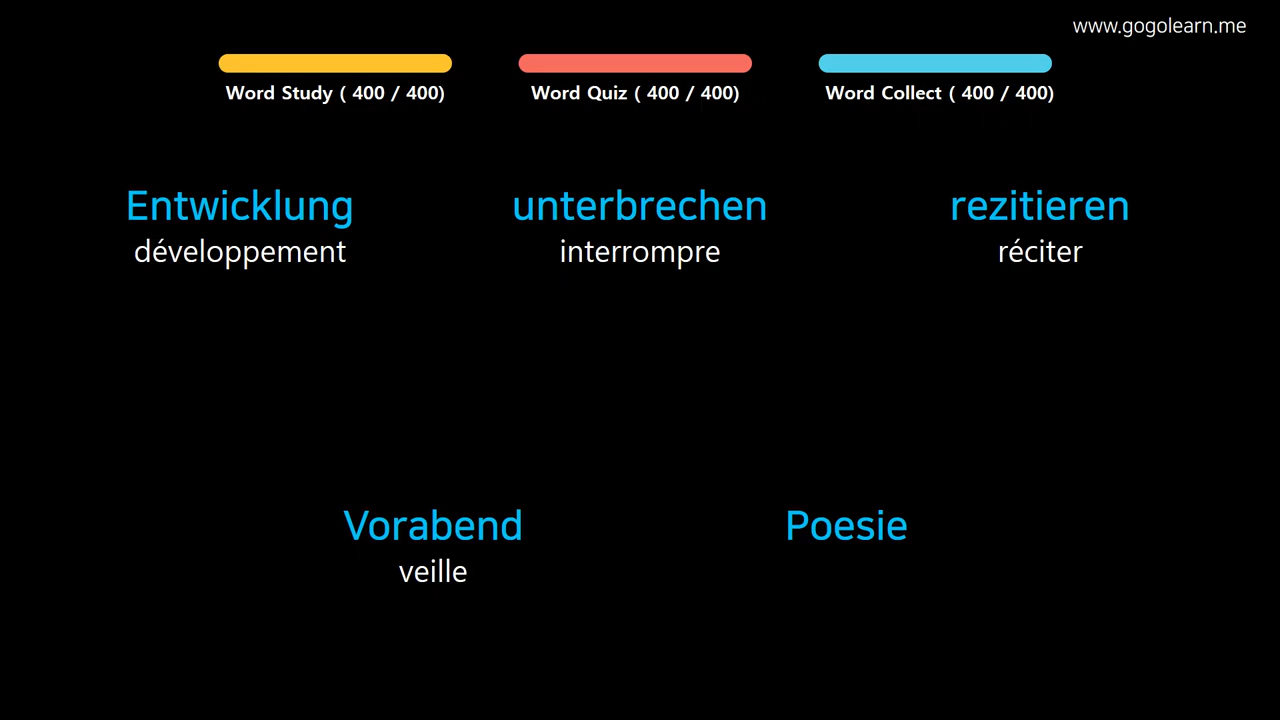 www.gogolearn.me
Word Study ( 400 / 400)
Word Quiz ( 400 / 400)
Word Collect ( 400 / 400)
Entwicklung
développement
unterbrechen
interrompre
rezitieren
réciter
Vorabend
veille
Poesie